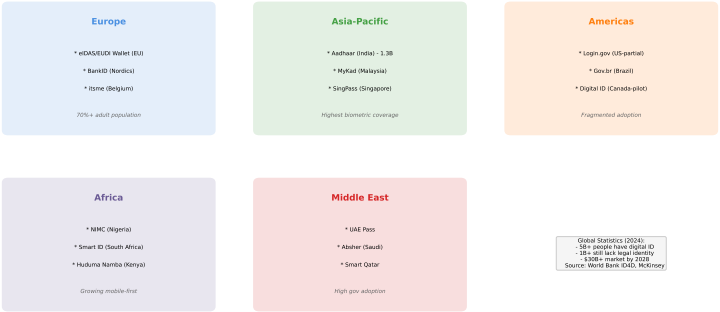 Europe
* eIDAS/EUDI Wallet (EU)
* BankID (Nordics)
* itsme (Belgium)
70%+ adult population
Asia-Pacific
* Aadhaar (India) - 1.3B
* MyKad (Malaysia)
* SingPass (Singapore)
Highest biometric coverage
Americas
* Login.gov (US-partial)
* Gov.br (Brazil)
* Digital ID (Canada-pilot)
Fragmented adoption
Africa
* NIMC (Nigeria)
* Smart ID (South Africa)
* Huduma Namba (Kenya)
Growing mobile-first
Middle East
* UAE Pass
* Absher (Saudi)
* Smart Qatar
High gov adoption
Global Statistics (2024):
- 5B+ people have digital ID
- 1B+ still lack legal identity
- $30B+ market by 2028
Source: World Bank ID4D, McKinsey